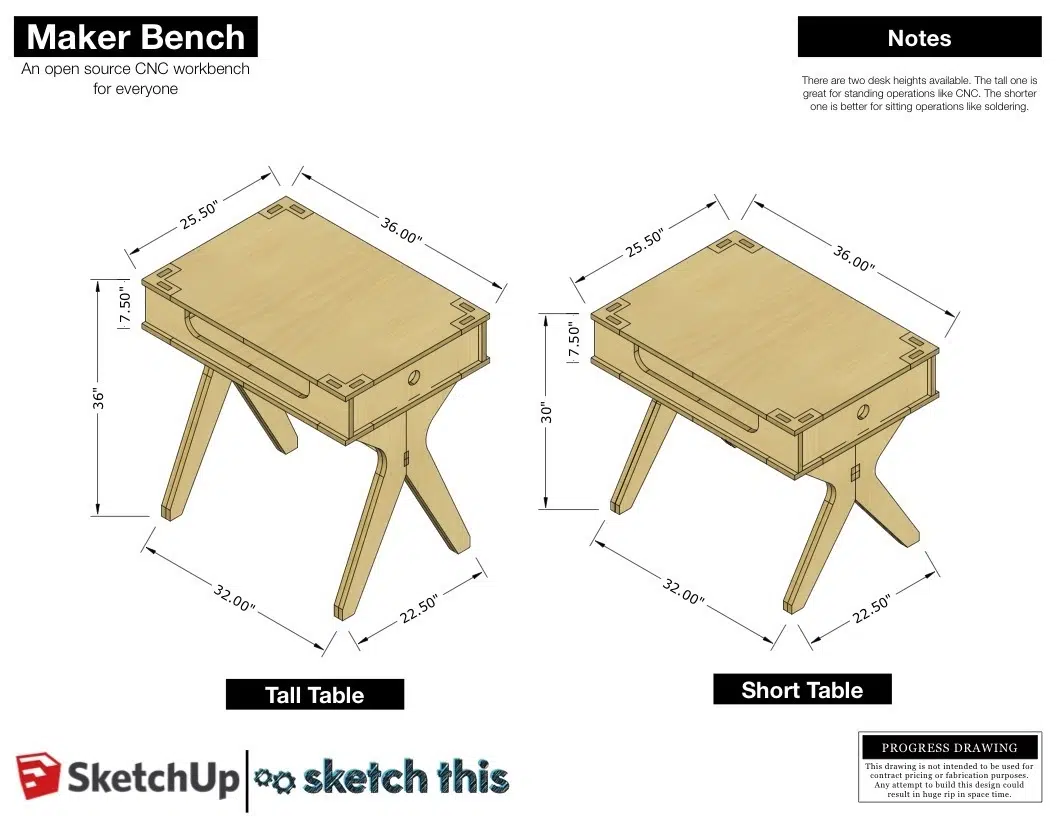 Maker Bench
An open source CNC workbench
for everyone
Notes
There are two desk heights available. The tall one is
great for standing operations like CNC. The shorter
one is better for sitting operations like soldering.
25.50"
36.00"
7.50"
36"
32.00"
22.50"
Tall Table
25.50"
36.00"
7.50"
30"
32.00"
22.50"
Short Table
SketchUp
sketch this
PROGRESS DRAWING
This drawing is not intended to be used for
contract pricing or fabrication purposes.
Any attempt to build this design could
result in huge rip in space time.